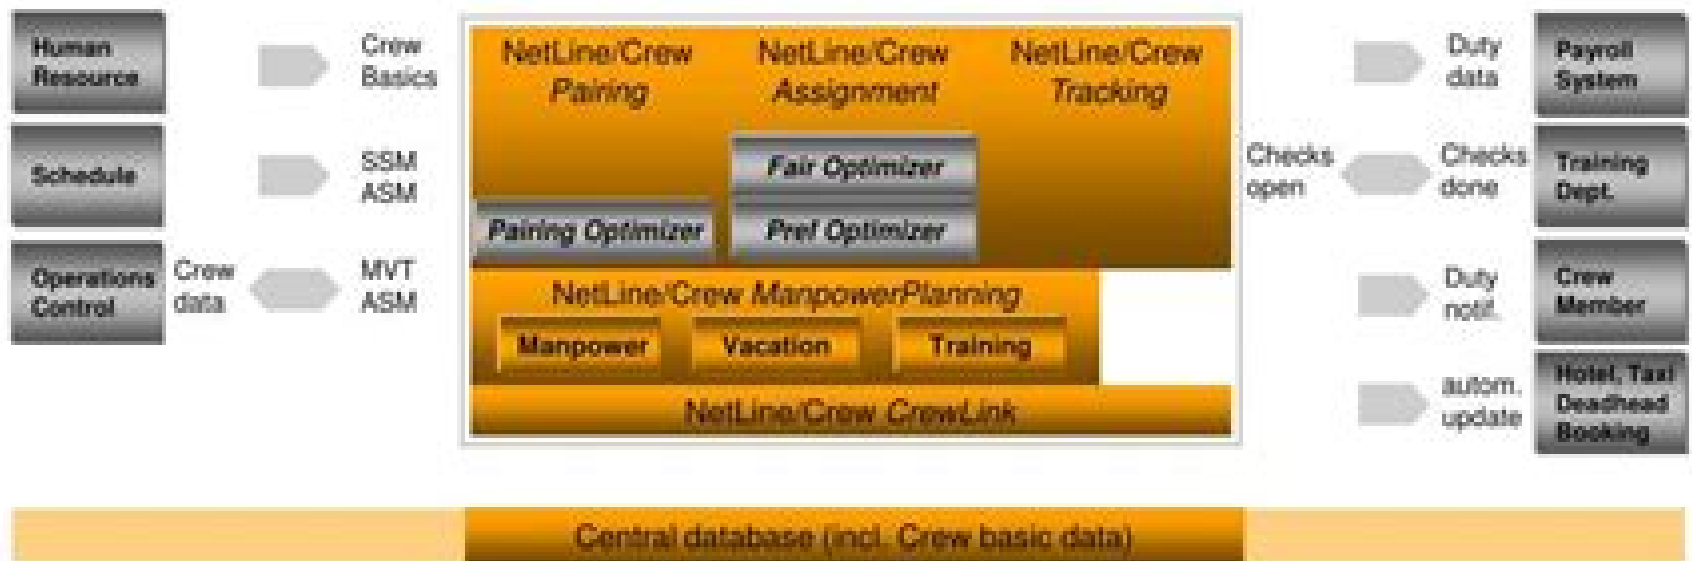 Human
Resource
Crew
Basics
Schedule
SSM
ASM
Operations
Control
Crew
data
MVT
ASM
NetLine/Crew
Pairing
NetLine/Crew
Assignment
NetLine/Crew
Tracking
Fair Optimizer
Pairing Optimizer
Pref Optimizer
NetLine/Crew ManpowerPlanning
Manpower
Vacation
Training
NetLine/Crew CrewLink
Duty
data
Payroll
System
Checks
open
Checks
done
Training
Dept.
Duty
notif.
Crew
Member
autom.
update
Hotel, Taxi
Deadhead
Booking
Central database (incl. Crew basic data)